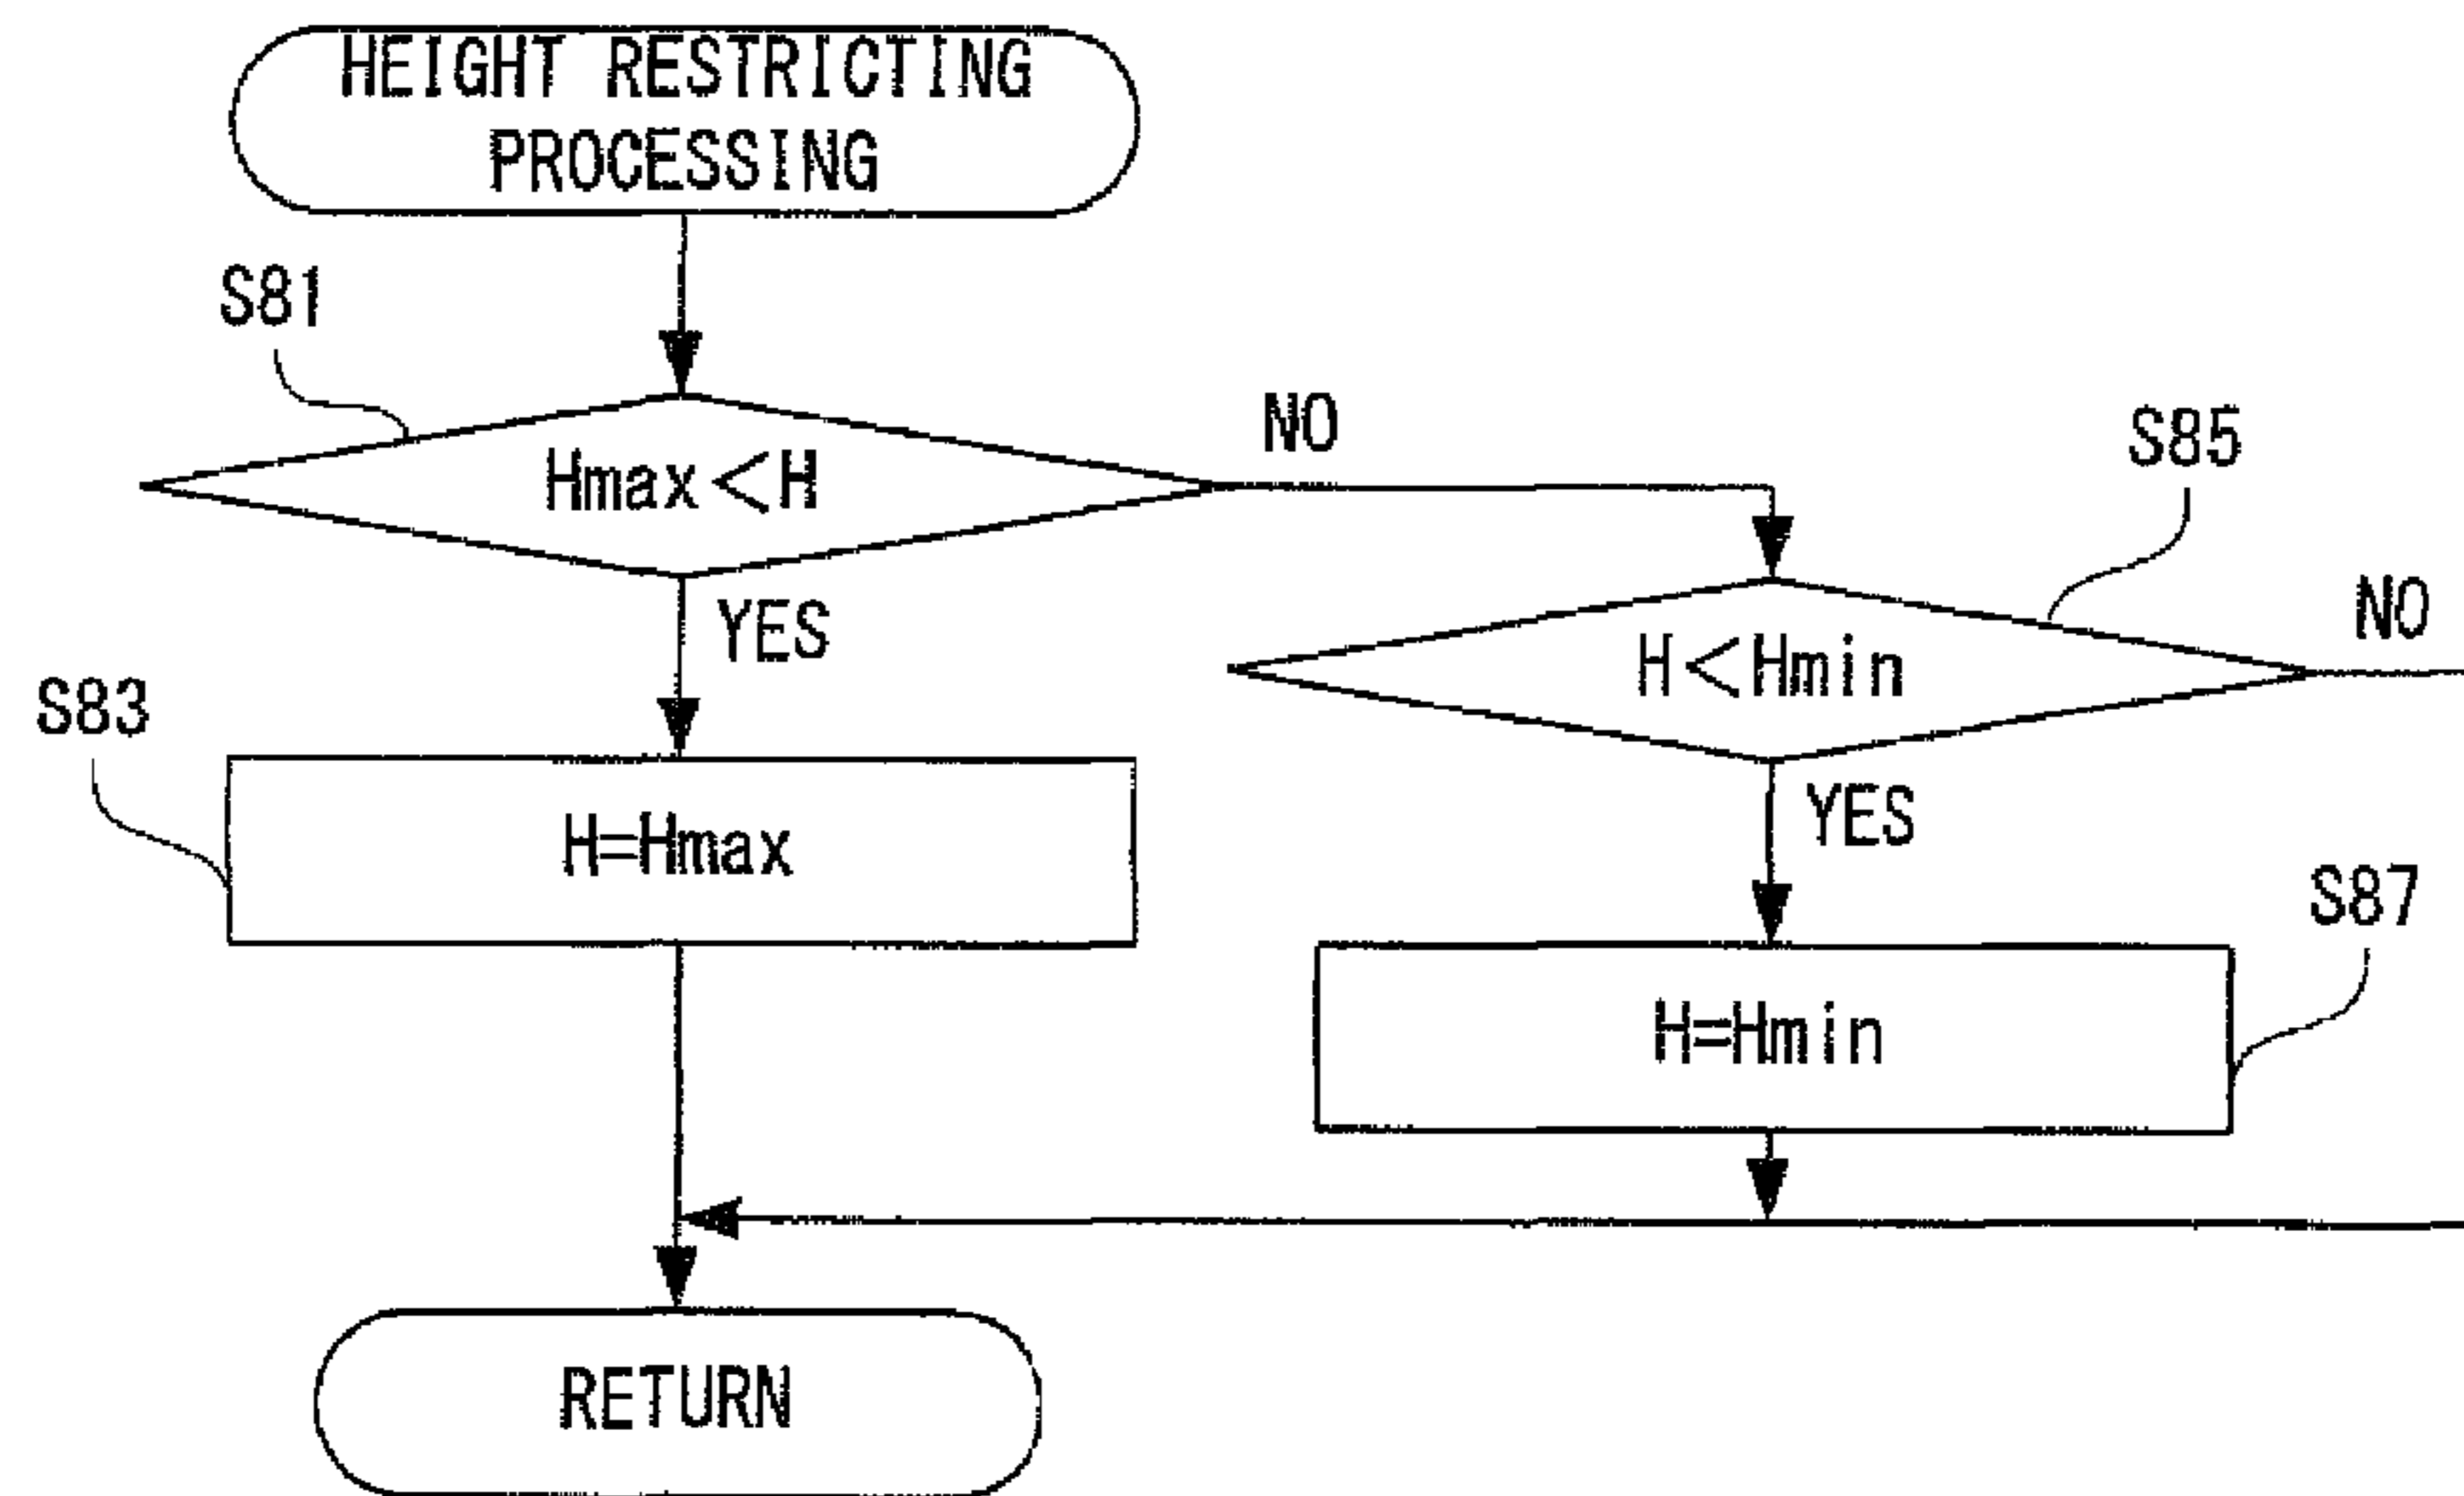 HEIGHT RESTRICTING
PROCESSING
S81
Hmax<H
NO
S85
YES
H<Hmin
NO
S83
H=Hmax
YES
S87
H=Hmin
RETURN